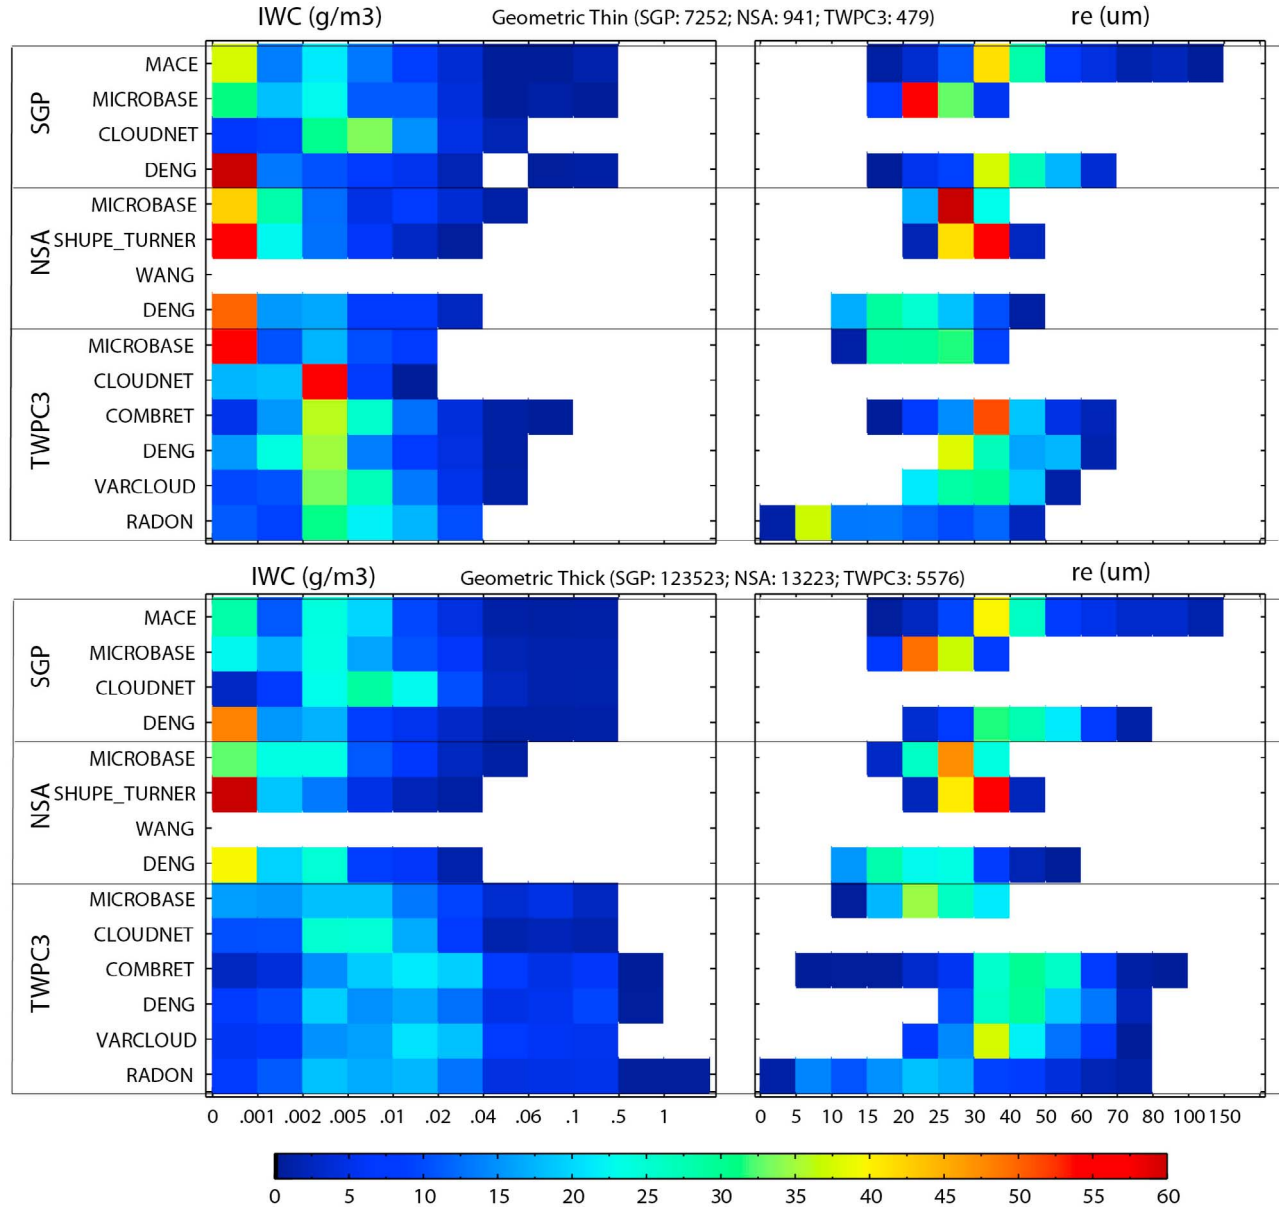 IWC (g/m3) Geometric Thin (SGP: 7252; NSA: 941; TWPC3: 479) re (um)
SGP
MACE
MICROBASE
CLOUDNET
DENG
NSA
MICROBASE
SHUPE_TURNER
WANG
DENG
TWPC3
MICROBASE
CLOUDNET
COMBRET
DENG
VARCLOUD
RADON
IWC (g/m3) Geometric Thick (SGP: 123523; NSA: 13223; TWPC3: 5576) re (um)
SGP
MACE
MICROBASE
CLOUDNET
DENG
NSA
MICROBASE
SHUPE_TURNER
WANG
DENG
TWPC3
MICROBASE
CLOUDNET
COMBRET
DENG
VARCLOUD
RADON
0 .001 .002 .005 .01 .02 .04 .06 .1 .5 1 0 5 10 15 20 25 30 40 50 60 70 80 100 150
0 5 10 15 20 25 30 35 40 45 50 55 60